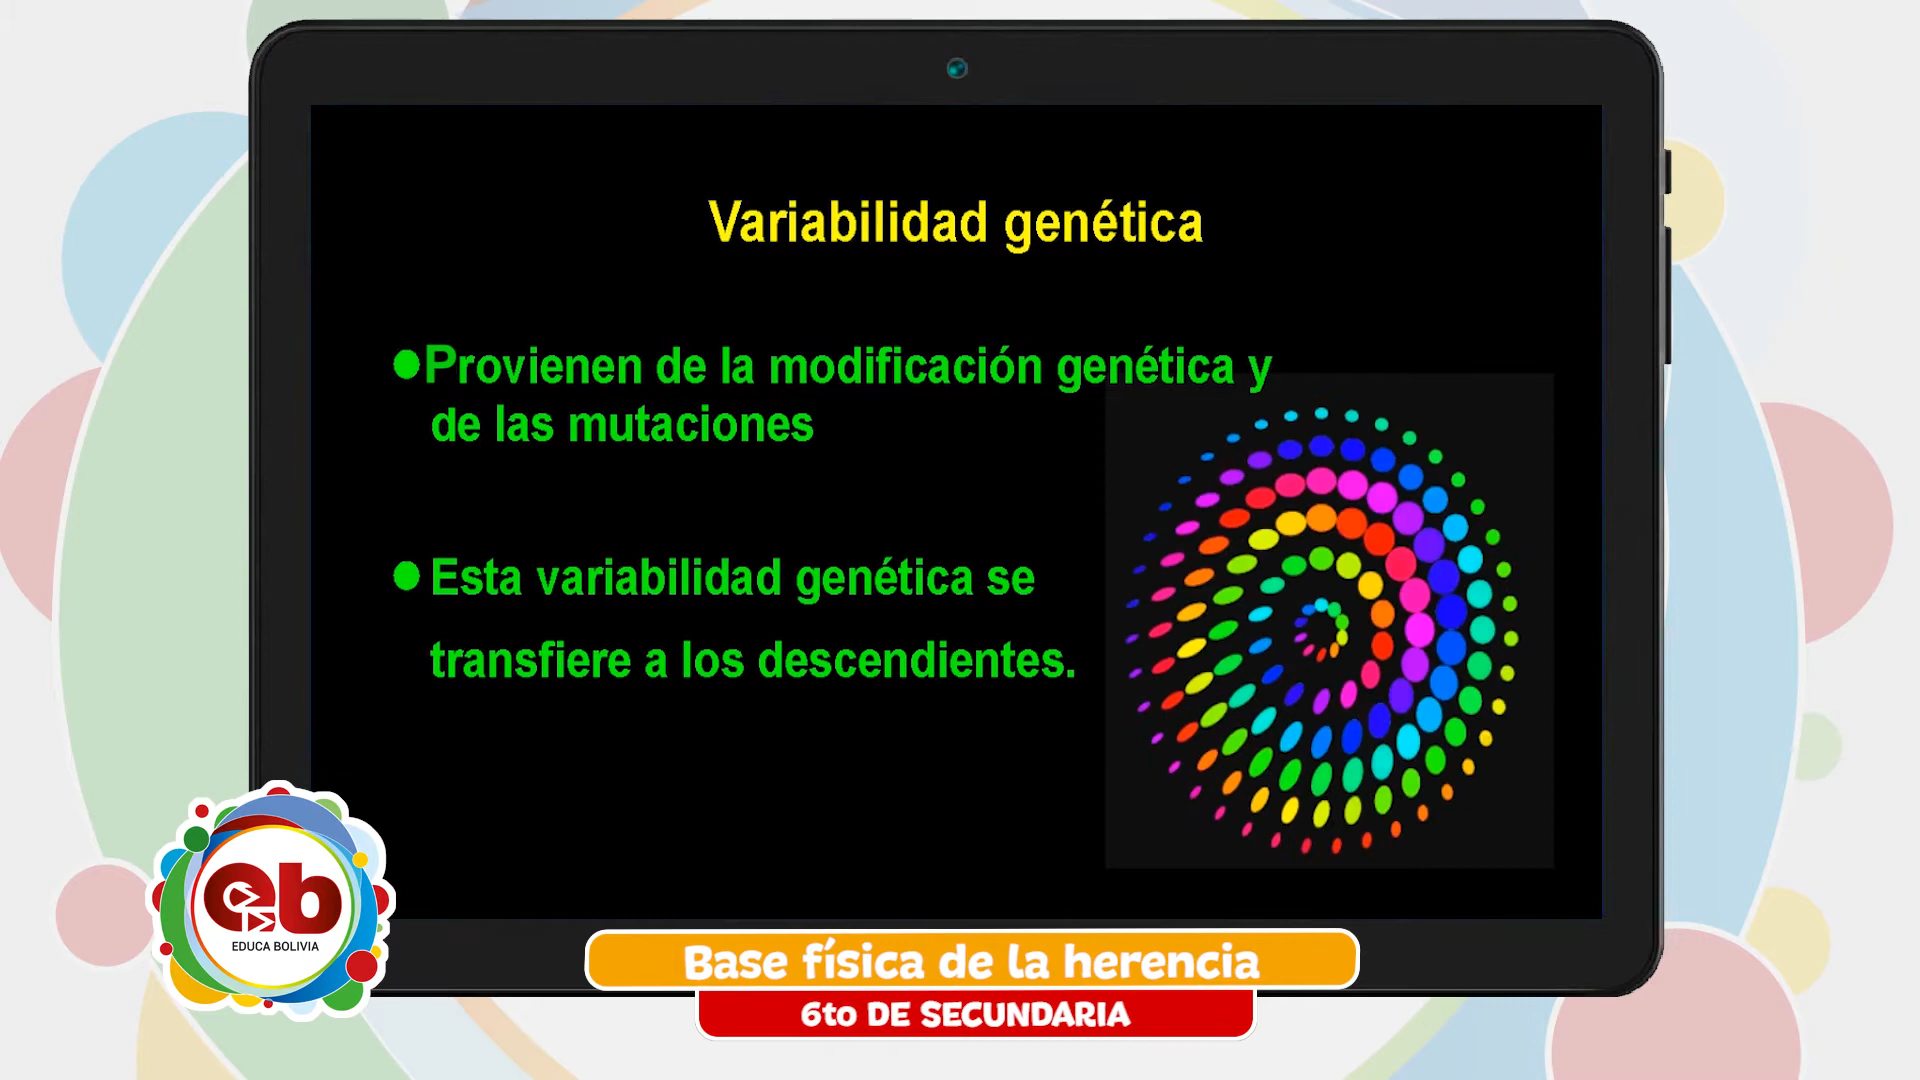 Variabilidad genética
●Provienen de la modificación genética y
de las mutaciones
● Esta variabilidad genética se
transfiere a los descendientes.
eb
EDUCA BOLIVIA
Base física de la herencia
6to DE SECUNDARIA